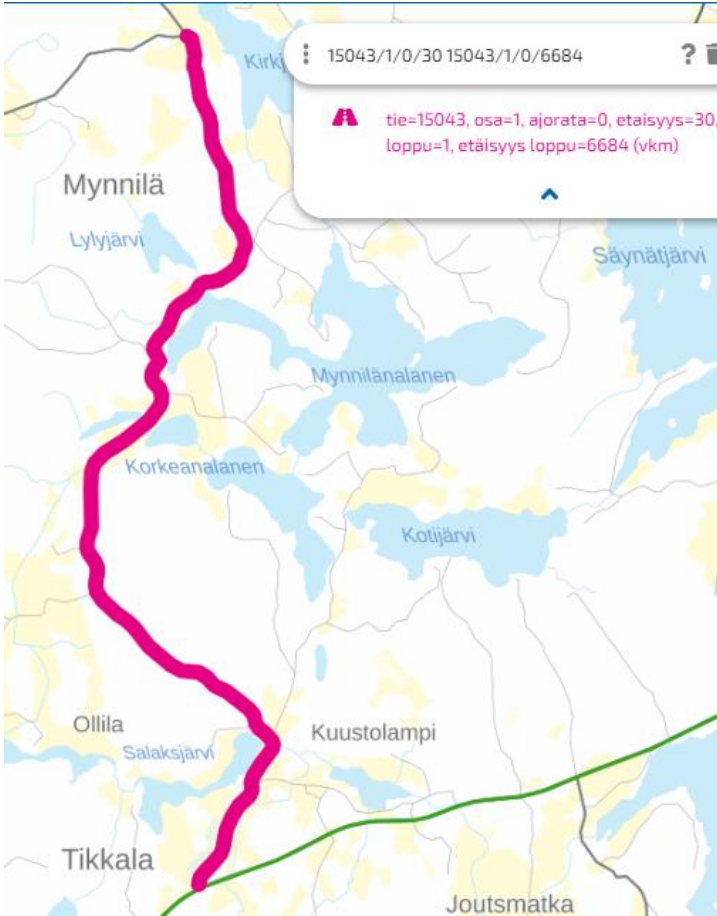 15043/1/0/30 15043/1/0/6684
?
tie=15043, osa=1, ajorata=0, etaisyys=30,
loppu=1, etäisyys loppu=6684 (vkm)
Mynnilä
Lylyjärvi
Säynätjärvi
Mynnilänalanen
Korkeanalanen
Kotijärvi
Ollila
Kuustolampi
Salaksjärvi
Tikkala
Joutsmatka